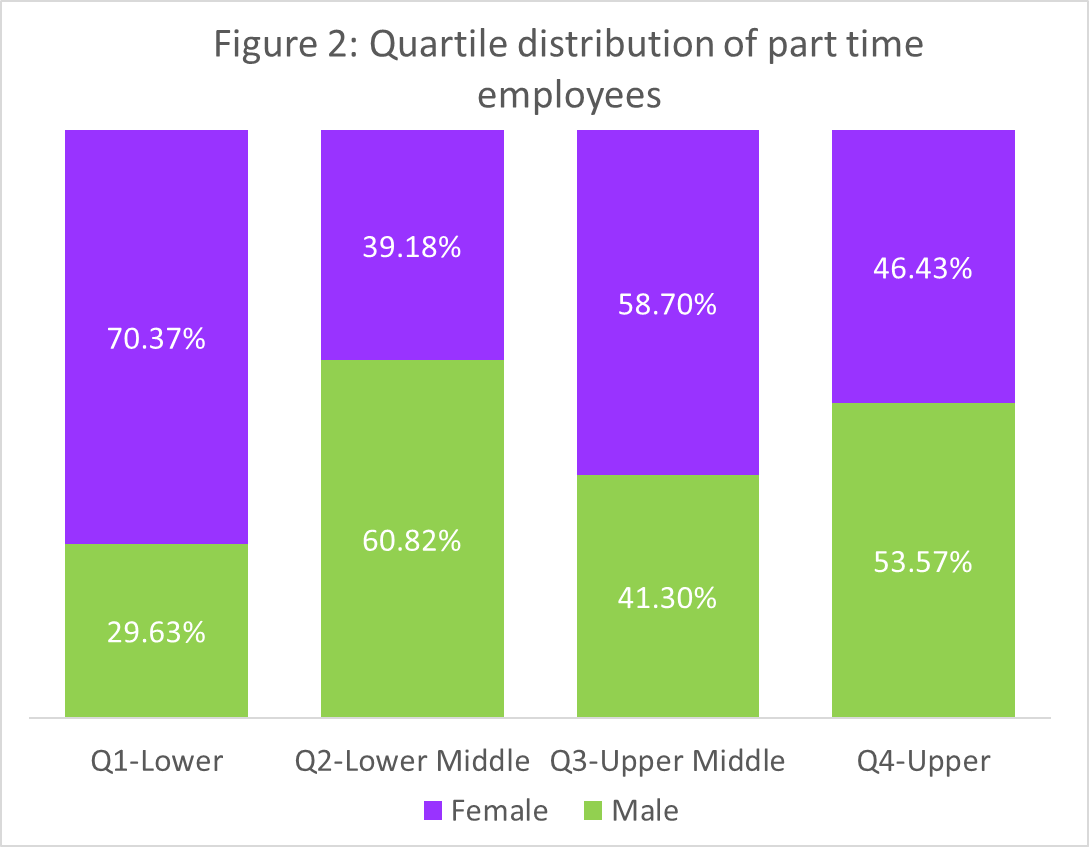 Figure 2: Quartile distribution of part time
employees
70.37%
39.18%
58.70%
46.43%
29.63%
60.82%
41.30%
53.57%
Q1-Lower
Q2-Lower Middle
Q3-Upper Middle
Q4-Upper
Female
Male